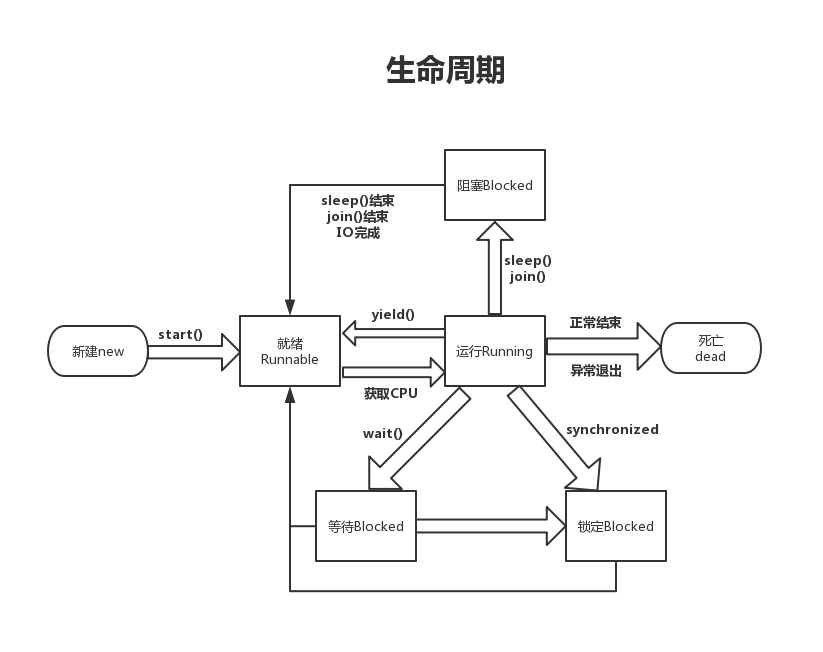 生命周期
阻塞Blocked
sleep()结束
join()结束
IO完成
sleep()
join()
新建new
start()
就绪
Runnable
yield()
获取CPU
运行Running
正常结束
异常退出
死亡
dead
wait()
synchronized
等待Blocked
锁定Blocked